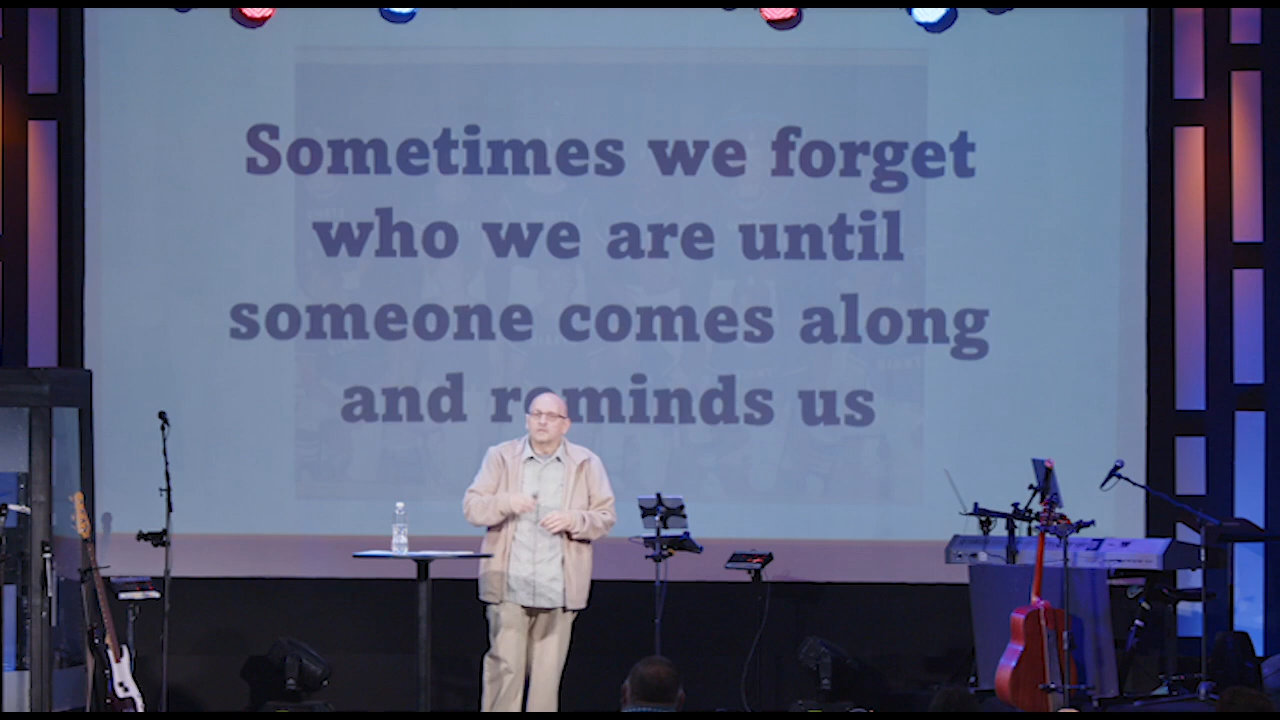 Sometimes we forget
who we are until
someone comes along
and reminds us